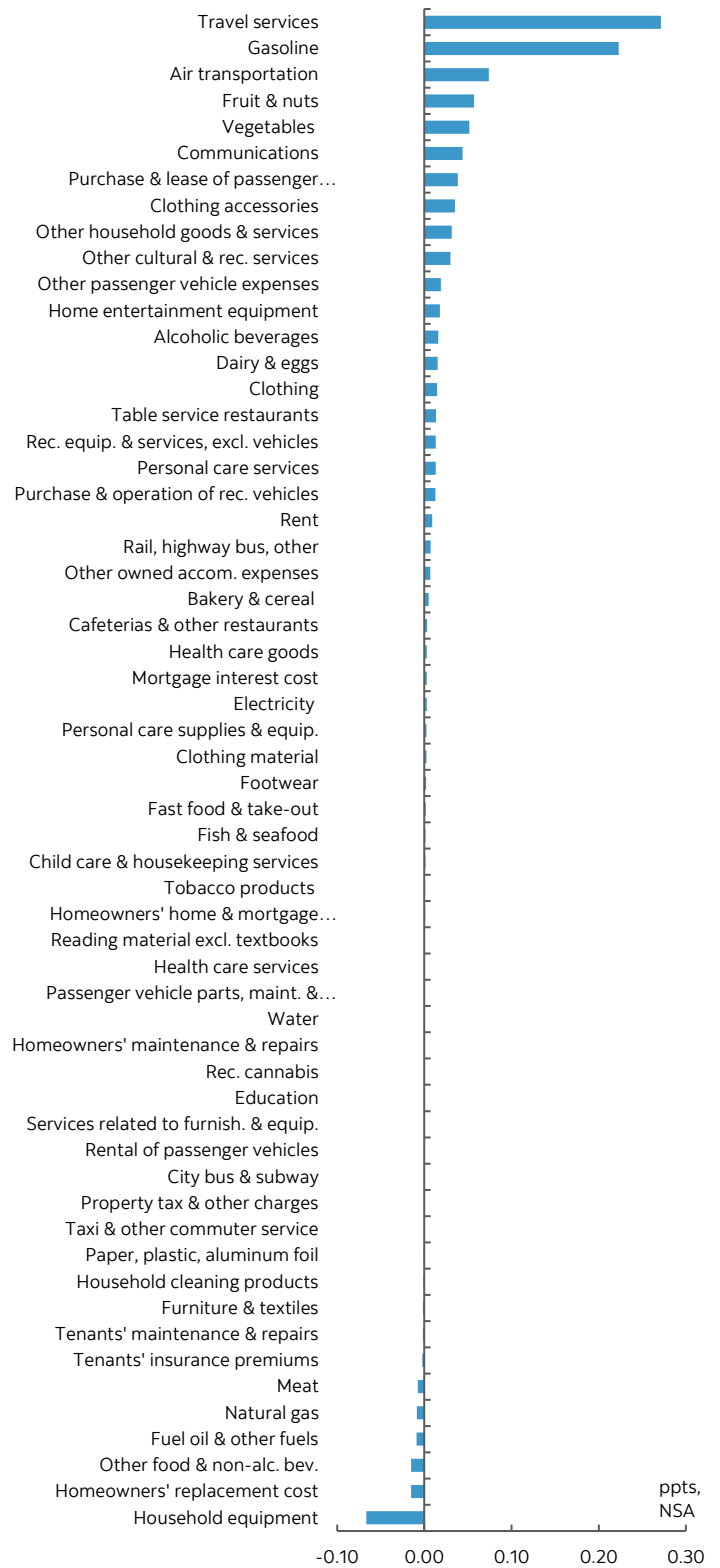 Travel services
Gasoline
Air transportation
Fruit & nuts
Vegetables
Communications
Purchase & lease of passenger…
Clothing accessories
Other household goods & services
Other cultural & rec. services
Other passenger vehicle expenses
Home entertainment equipment
Alcoholic beverages
Dairy & eggs
Clothing
Table service restaurants
Rec. equip. & services, excl. vehicles
Personal care services
Purchase & operation of rec. vehicles
Rent
Rail, highway bus, other
Other owned accom. expenses
Bakery & cereal
Cafeterias & other restaurants
Health care goods
Mortgage interest cost
Electricity
Personal care supplies & equip.
Clothing material
Footwear
Fast food & take-out
Fish & seafood
Child care & housekeeping services
Tobacco products
Homeowners' home & mortgage…
Reading material excl. textbooks
Health care services
Passenger vehicle parts, maint. &…
Water
Homeowners' maintenance & repairs
Rec. cannabis
Education
Services related to furnish. & equip.
Rental of passenger vehicles
City bus & subway
Property tax & other charges
Taxi & other commuter service
Paper, plastic, aluminum foil
Household cleaning products
Furniture & textiles
Tenants' maintenance & repairs
Tenants' insurance premiums
Meat
Natural gas
Fuel oil & other fuels
Other food & non-alc. bev.
Homeowners' replacement cost
Household equipment
ppts,
NSA
-0.10 0.00 0.10 0.20 0.30